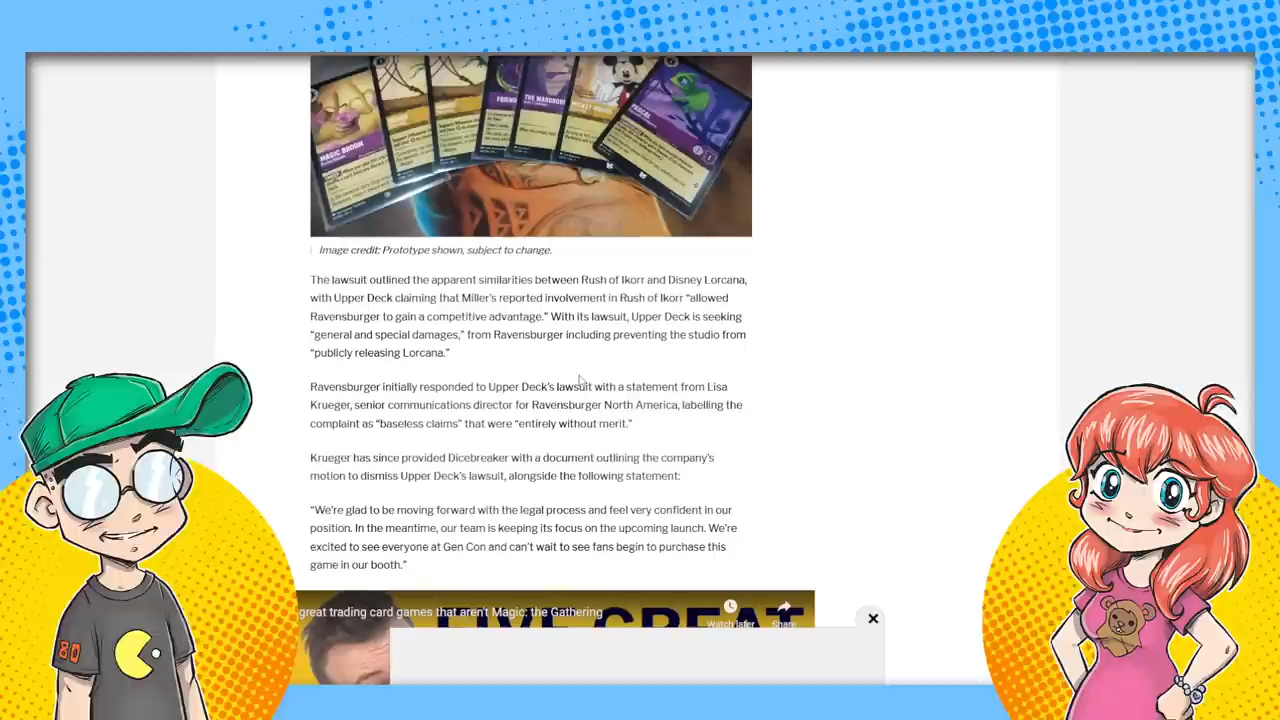 MAGIC BROOM
THE WARDROBE
PASCAL
Image credit: Prototype shown, subject to change.
The lawsuit outlined the apparent similarities between Rush of Ikorr and Disney Lorcana,
with Upper Deck claiming that Miller's reported involvement in Rush of Ikorr “allowed
Ravensburger to gain a competitive advantage.” With its lawsuit, Upper Deck is seeking
“general and special damages,” from Ravensburger including preventing the studio from
“publicly releasing Lorcana.”
Ravensburger initially responded to Upper Deck's lawsuit with a statement from Lisa
Krueger, senior communications director for Ravensburger North America, labelling the
complaint as “baseless claims” that were “entirely without merit.”
Krueger has since provided Dicebreaker with a document outlining the company's
motion to dismiss Upper Deck's lawsuit, alongside the following statement:
“We're glad to be moving forward with the legal process and feel very confident in our
position. In the meantime, our team is keeping its focus on the upcoming launch. We're
excited to see everyone at Gen Con and can't wait to see fans begin to purchase this
game in our booth.”
great trading card games that aren't Magic: the Gathering
FIVE GREAT
Watch later
Share
80